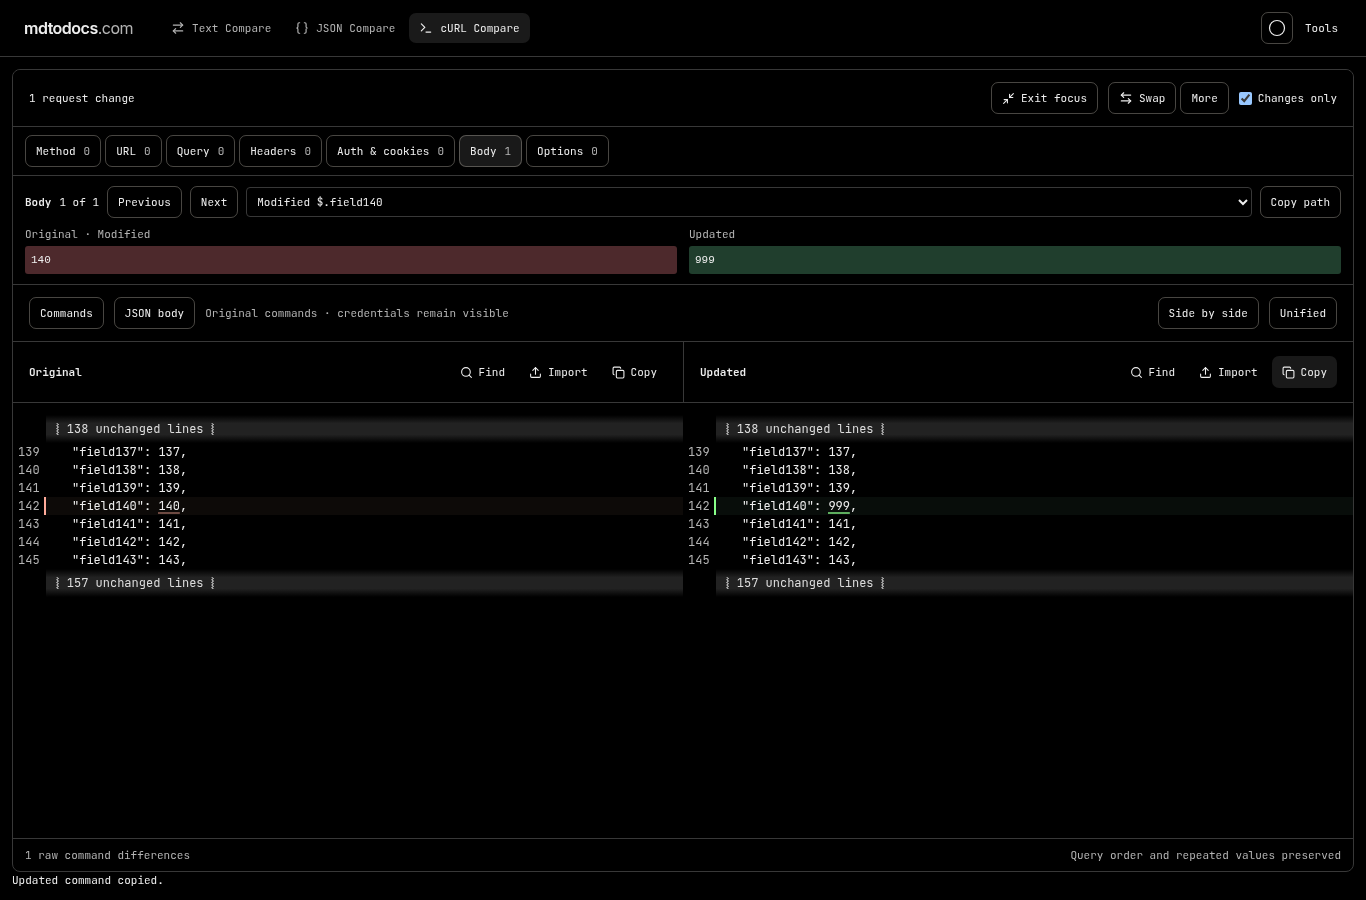 mdtodocs.com Text Compare {} JSON Compare cURL Compare Tools
1 request change Exit focus Swap More Changes only
Method 0 URL 0 Query 0 Headers 0 Auth & cookies 0 Body 1 Options 0
Body 1 of 1 Previous Next Modified $.field140 Copy path
Original · Modified Updated
140 999
Commands JSON body Original commands · credentials remain visible Side by side Unified
Original Find Import Copy Updated Find Import Copy
138 unchanged lines 138 unchanged lines
139 "field137": 137, 139 "field137": 137,
140 "field138": 138, 140 "field138": 138,
141 "field139": 139, 141 "field139": 139,
142 "field140": 140, 142 "field140": 999,
143 "field141": 141, 143 "field141": 141,
144 "field142": 142, 144 "field142": 142,
145 "field143": 143, 145 "field143": 143,
157 unchanged lines 157 unchanged lines
1 raw command differences Query order and repeated values preserved
Updated command copied.